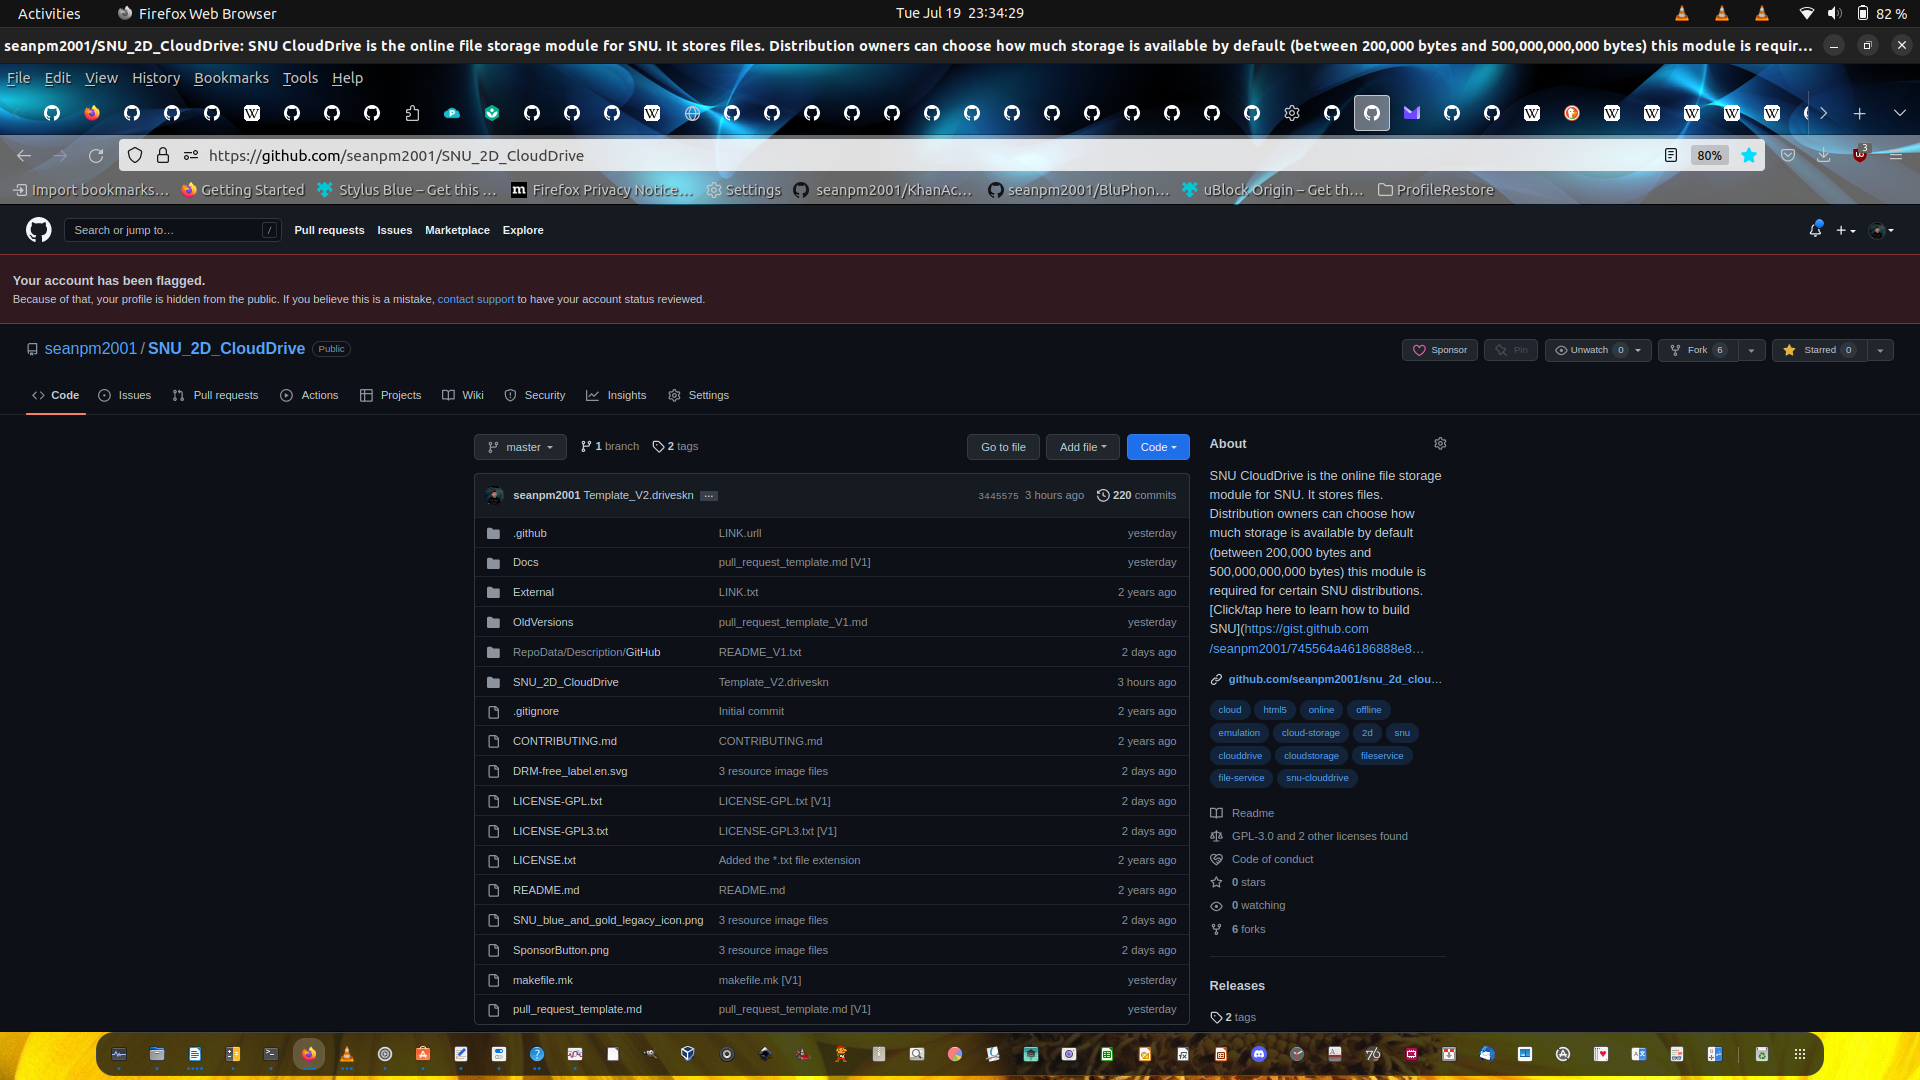 Activities
Firefox Web Browser
Tue Jul 19 23:34:29
82 %
seanpm2001/SNU_2D_CloudDrive: SNU CloudDrive is the online file storage module for SNU. It stores files. Distribution owners can choose how much storage is available by default (between 200,000 bytes and 500,000,000,000 bytes) this module is requir…
File Edit View History Bookmarks Tools Help
https://github.com/seanpm2001/SNU_2D_CloudDrive
80%
3
Import bookmarks… Getting Started Stylus Blue – Get this … Firefox Privacy Notice… Settings seanpm2001/KhanAc… seanpm2001/BluPhon… uBlock Origin – Get th… ProfileRestore
Search or jump to… /
Pull requests Issues Marketplace Explore
Your account has been flagged.
Because of that, your profile is hidden from the public. If you believe this is a mistake, contact support to have your account status reviewed.
seanpm2001 / SNU_2D_CloudDrive Public
Sponsor Pin Unwatch 0 Fork 6 Starred 0
Code Issues Pull requests Actions Projects Wiki Security Insights Settings
master 1 branch 2 tags Go to file Add file Code
seanpm2001 Template_V2.driveskn … 3445575 3 hours ago 220 commits
.github LINK.urll yesterday
Docs pull_request_template.md [V1] yesterday
External LINK.txt 2 years ago
OldVersions pull_request_template_V1.md yesterday
RepoData/Description/GitHub README_V1.txt 2 days ago
SNU_2D_CloudDrive Template_V2.driveskn 3 hours ago
.gitignore Initial commit 2 years ago
CONTRIBUTING.md CONTRIBUTING.md 2 years ago
DRM-free_label.en.svg 3 resource image files 2 days ago
LICENSE-GPL.txt LICENSE-GPL.txt [V1] 2 days ago
LICENSE-GPL3.txt LICENSE-GPL3.txt [V1] 2 days ago
LICENSE.txt Added the *.txt file extension 2 years ago
README.md README.md 2 years ago
SNU_blue_and_gold_legacy_icon.png 3 resource image files 2 days ago
SponsorButton.png 3 resource image files 2 days ago
makefile.mk makefile.mk [V1] yesterday
pull_request_template.md pull_request_template.md [V1] yesterday
About
SNU CloudDrive is the online file storage
module for SNU. It stores files.
Distribution owners can choose how
much storage is available by default
(between 200,000 bytes and
500,000,000,000 bytes) this module is
required for certain SNU distributions.
[Click/tap here to learn how to build
SNU](https://gist.github.com
/seanpm2001/745564a46186888e8…
github.com/seanpm2001/snu_2d_clou…
cloud html5 online offline
emulation cloud-storage 2d snu
clouddrive cloudstorage fileservice
file-service snu-clouddrive
Readme
GPL-3.0 and 2 other licenses found
Code of conduct
0 stars
0 watching
6 forks
Releases
2 tags